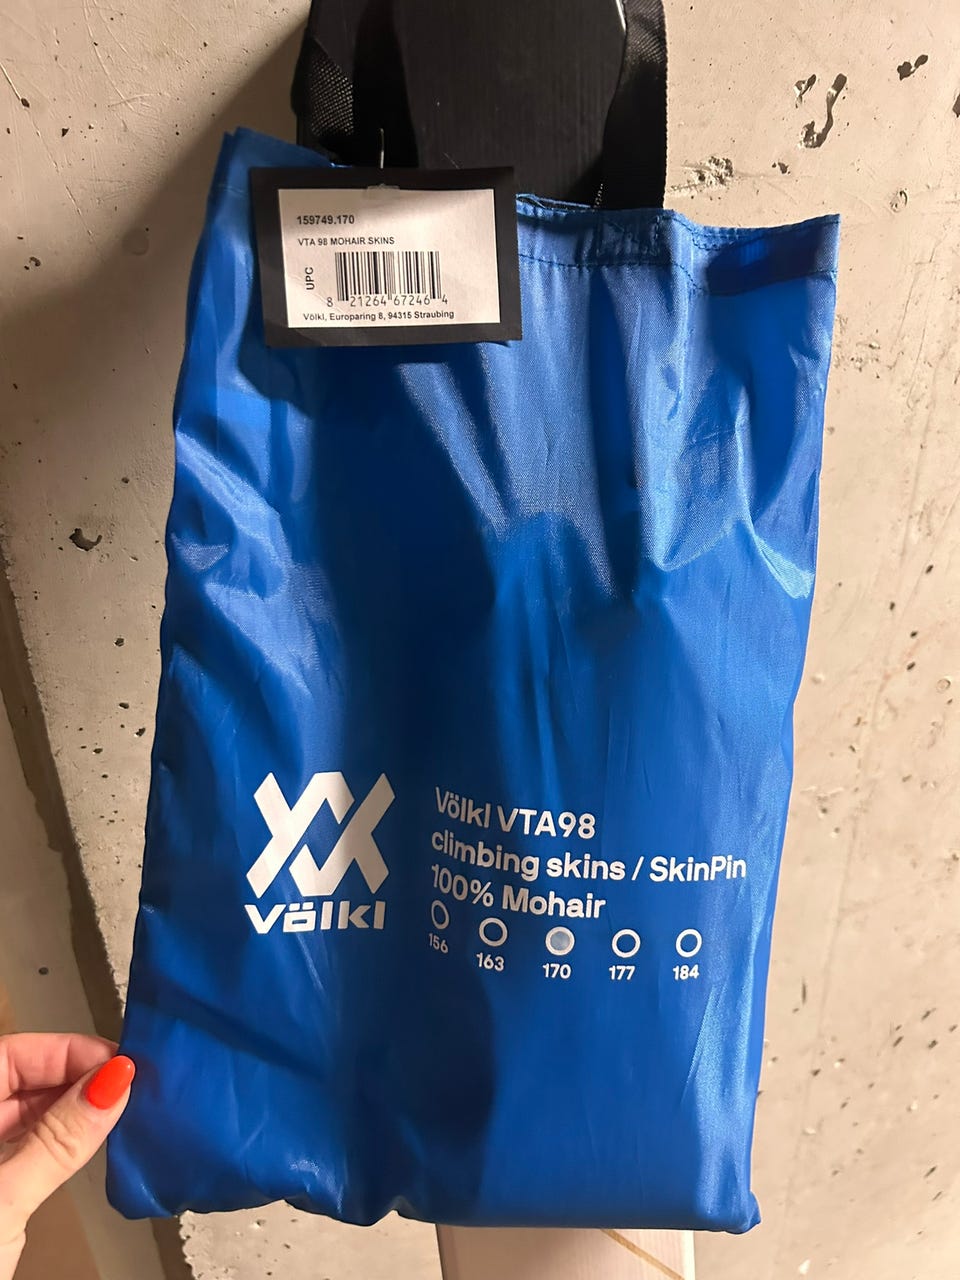 159749.170
VTA 98 MOHAIR SKINS
UPC
8 21264 67246 4
Völkl, Europaring 8, 94315 Straubing
Völkl
Völkl VTA98
climbing skins / SkinPin
100% Mohair
156 163 170 177 184